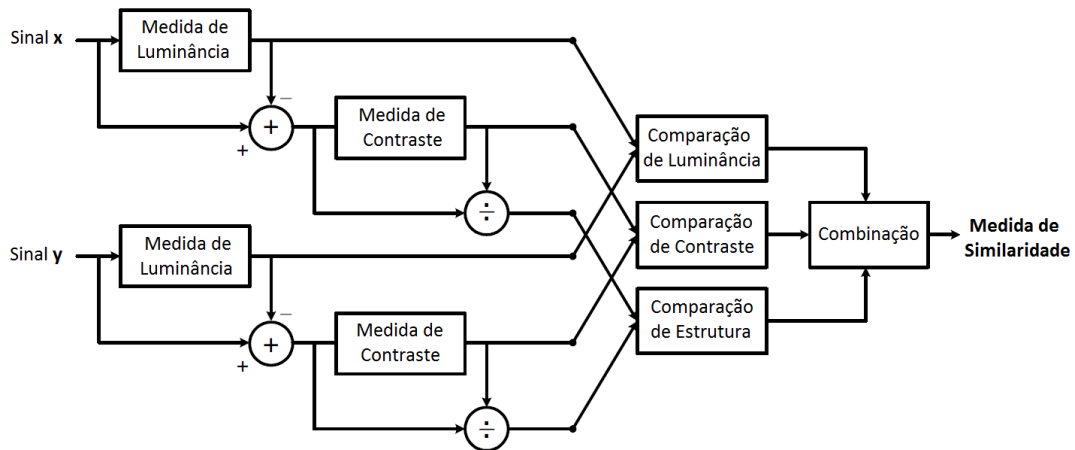 Sinal x
Medida de
Luminância
−
+
+
Medida de
Contraste
÷
Sinal y
Medida de
Luminância
−
+
+
Medida de
Contraste
÷
Comparação
de Luminância
Comparação
de Contraste
Comparação
de Estrutura
Combinação
Medida de
Similaridade